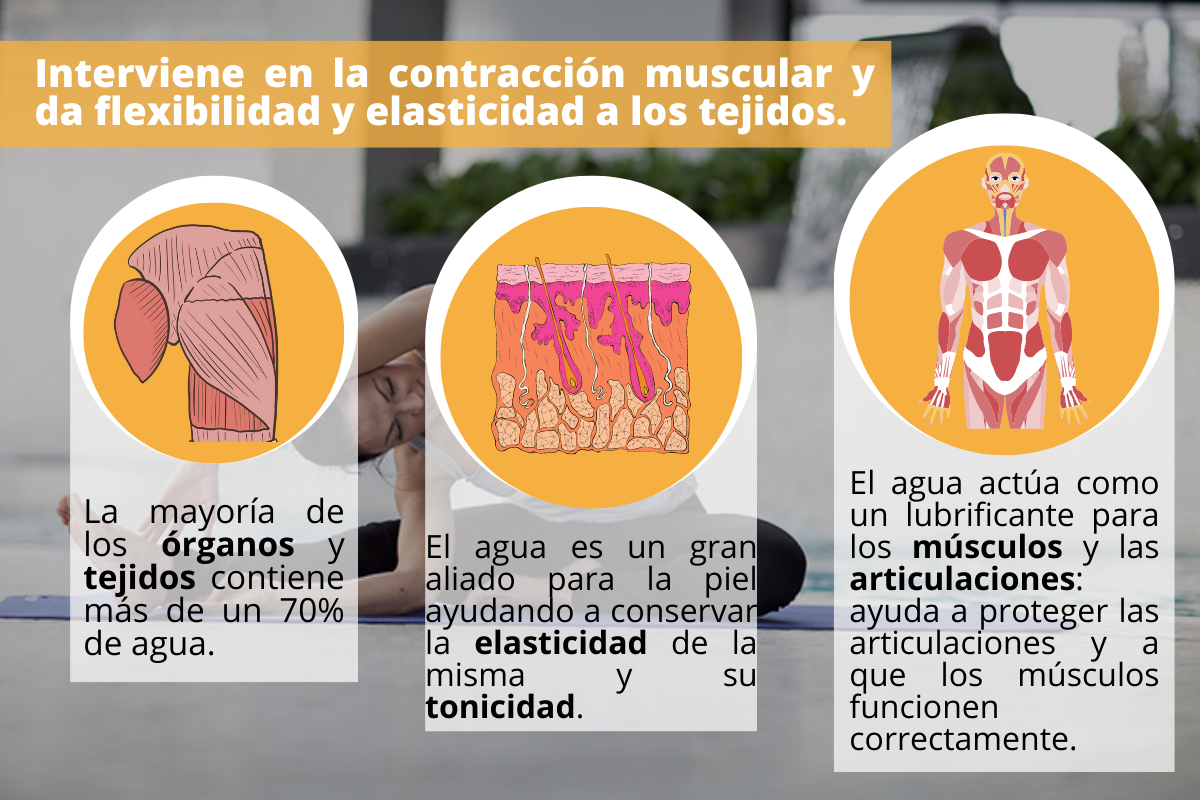 Interviene en la contracción muscular y
da flexibilidad y elasticidad a los tejidos.
La mayoría de
los órganos y
tejidos contiene
más de un 70%
de agua.
El agua es un gran
aliado para la piel
ayudando a conservar
la elasticidad de la
misma y su
tonicidad.
El agua actúa como
un lubrificante para
los músculos y las
articulaciones:
ayuda a proteger las
articulaciones y a
que los músculos
funcionen
correctamente.